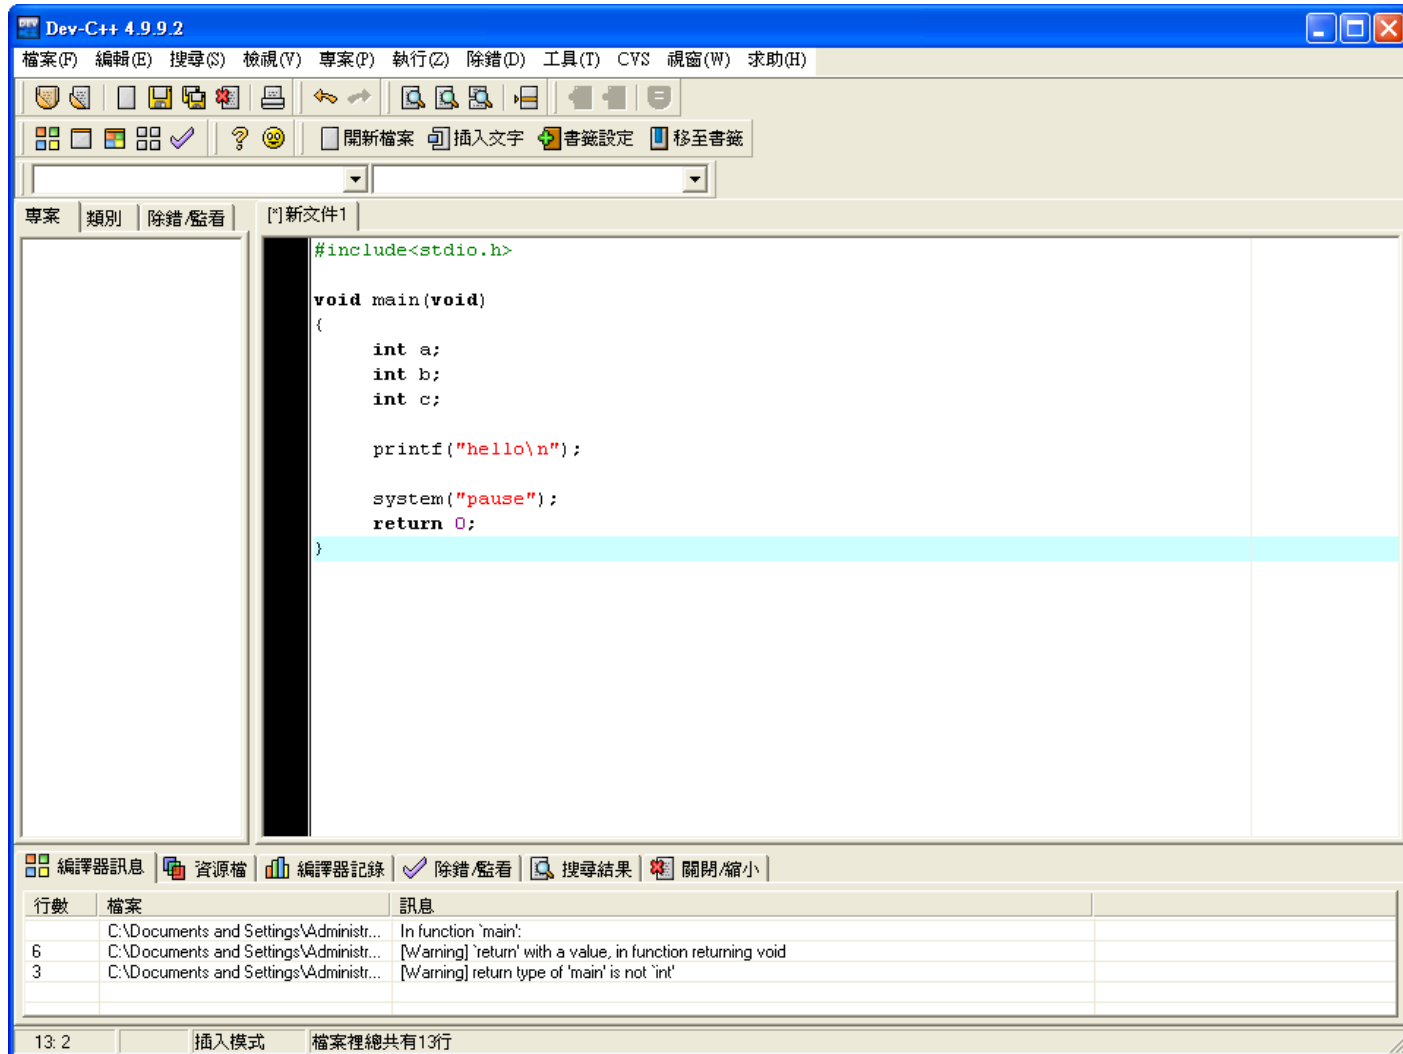 Dev-C++ 4.9.9.2
檔案(F) 編輯(E) 搜尋(S) 檢視(V) 專案(P) 執行(Z) 除錯(D) 工具(T) CVS 視窗(W) 求助(H)
開新檔案 插入文字 書籤設定 移至書籤
專案 類別 除錯/監看 [*]新文件1
#include<stdio.h>
void main(void)
{
int a;
int b;
int c;
printf("hello\n");
system("pause");
return 0;
}
編譯器訊息 資源檔 編譯器記錄 除錯/監看 搜尋結果 關閉/縮小
行數 檔案 訊息
C:\Documents and Settings\Administr... In function `main':
6 C:\Documents and Settings\Administr... [Warning] `return' with a value, in function returning void
3 C:\Documents and Settings\Administr... [Warning] return type of 'main' is not `int'
13: 2 插入模式 檔案裡總共有13行